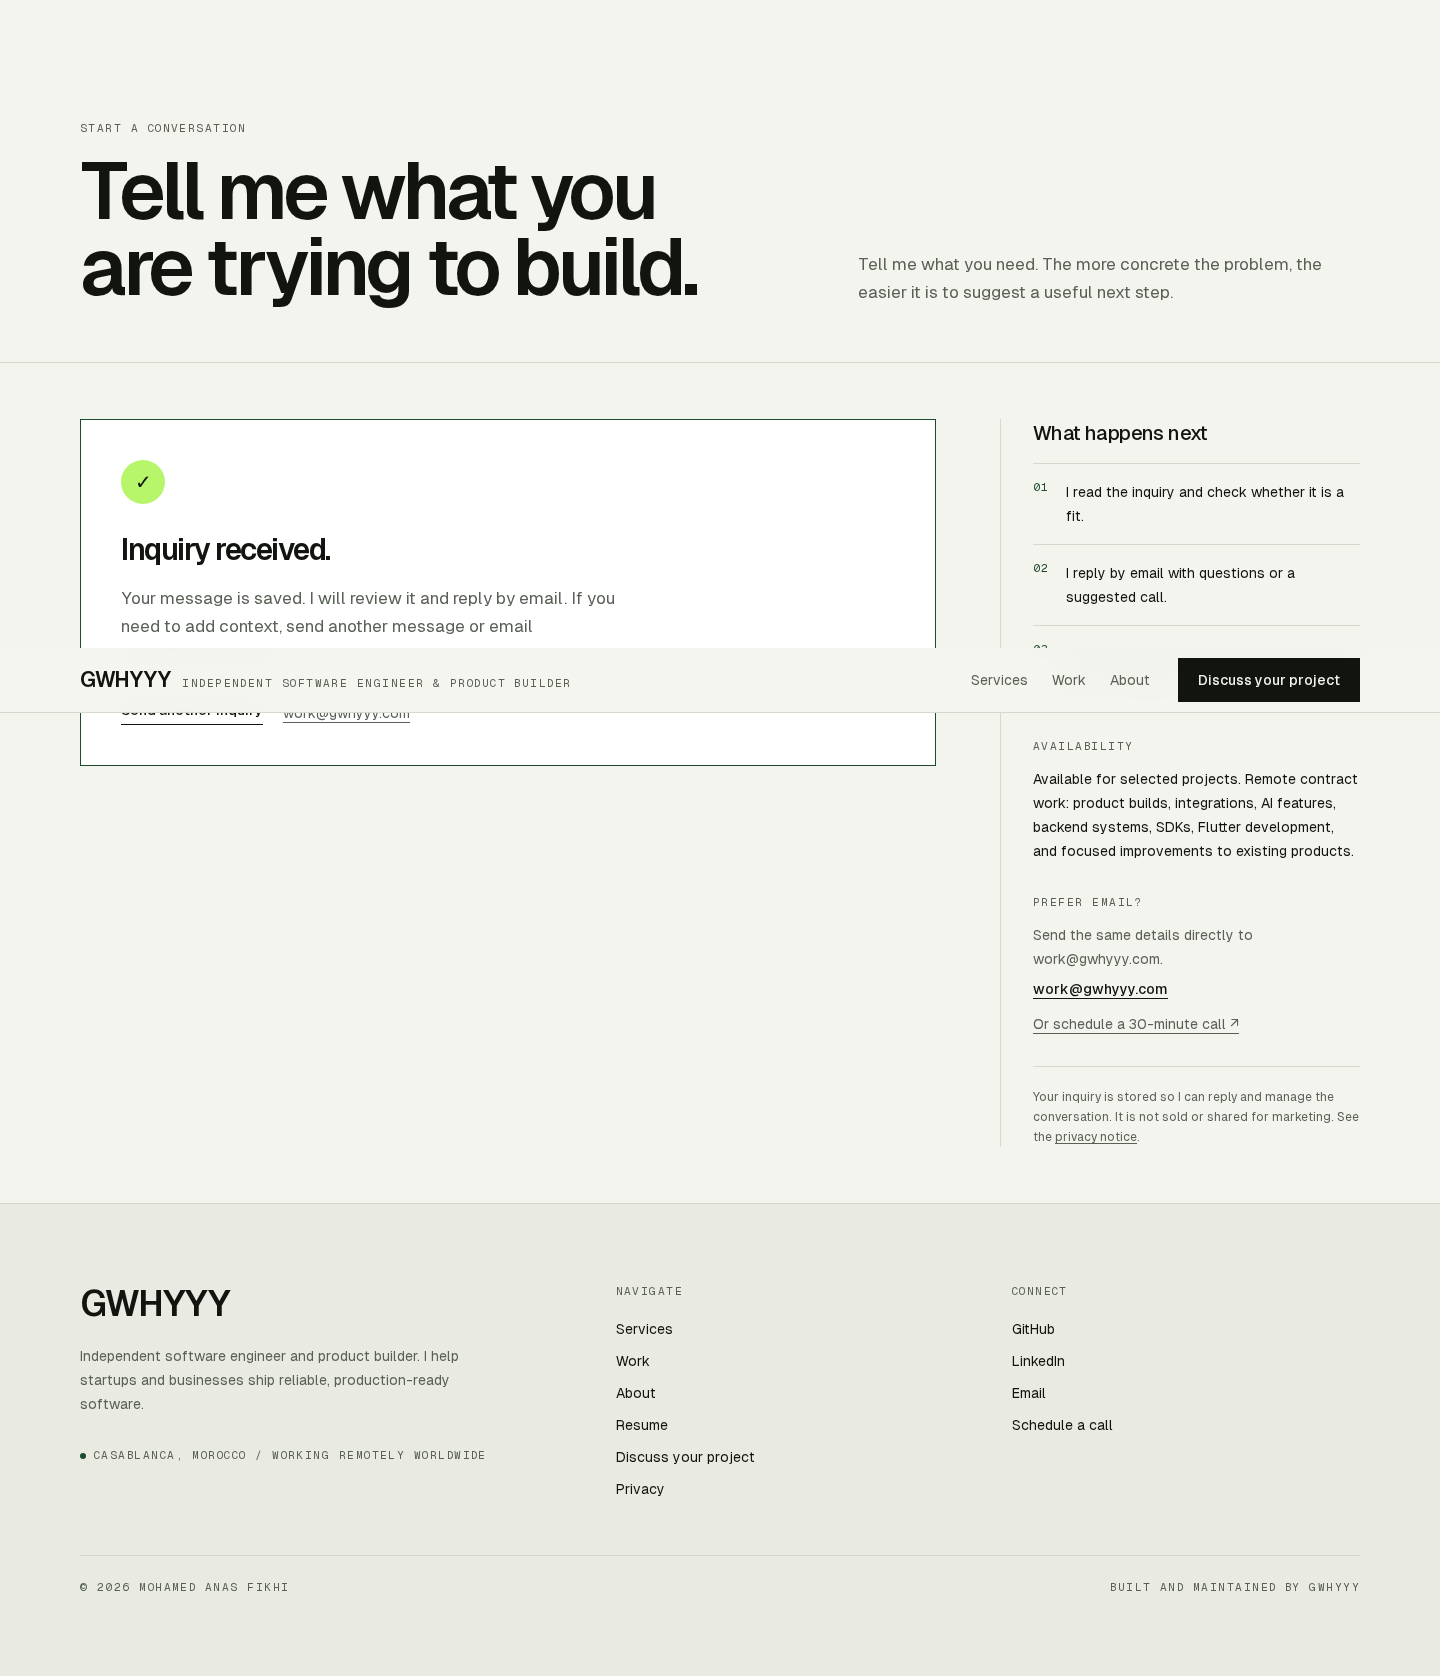 START A CONVERSATION
Tell me what you
are trying to build.
Tell me what you need. The more concrete the problem, the
easier it is to suggest a useful next step.
✓
Inquiry received.
Your message is saved. I will review it and reply by email. If you
need to add context, send another message or email
What happens next
01
I read the inquiry and check whether it is a
fit.
02
I reply by email with questions or a
suggested call.
GWHYYY
INDEPENDENT SOFTWARE ENGINEER & PRODUCT BUILDER
Services
Work
About
Discuss your project
Send another inquiry
work@gwhyyy.com
AVAILABILITY
Available for selected projects. Remote contract
work: product builds, integrations, AI features,
backend systems, SDKs, Flutter development,
and focused improvements to existing products.
PREFER EMAIL?
Send the same details directly to
work@gwhyyy.com.
work@gwhyyy.com
Or schedule a 30-minute call ↗
Your inquiry is stored so I can reply and manage the
conversation. It is not sold or shared for marketing. See
the privacy notice.
GWHYYY
Independent software engineer and product builder. I help
startups and businesses ship reliable, production-ready
software.
CASABLANCA, MOROCCO / WORKING REMOTELY WORLDWIDE
NAVIGATE
Services
Work
About
Resume
Discuss your project
Privacy
CONNECT
GitHub
LinkedIn
Email
Schedule a call
© 2026 MOHAMED ANAS FIKHI
BUILT AND MAINTAINED BY GWHYYY